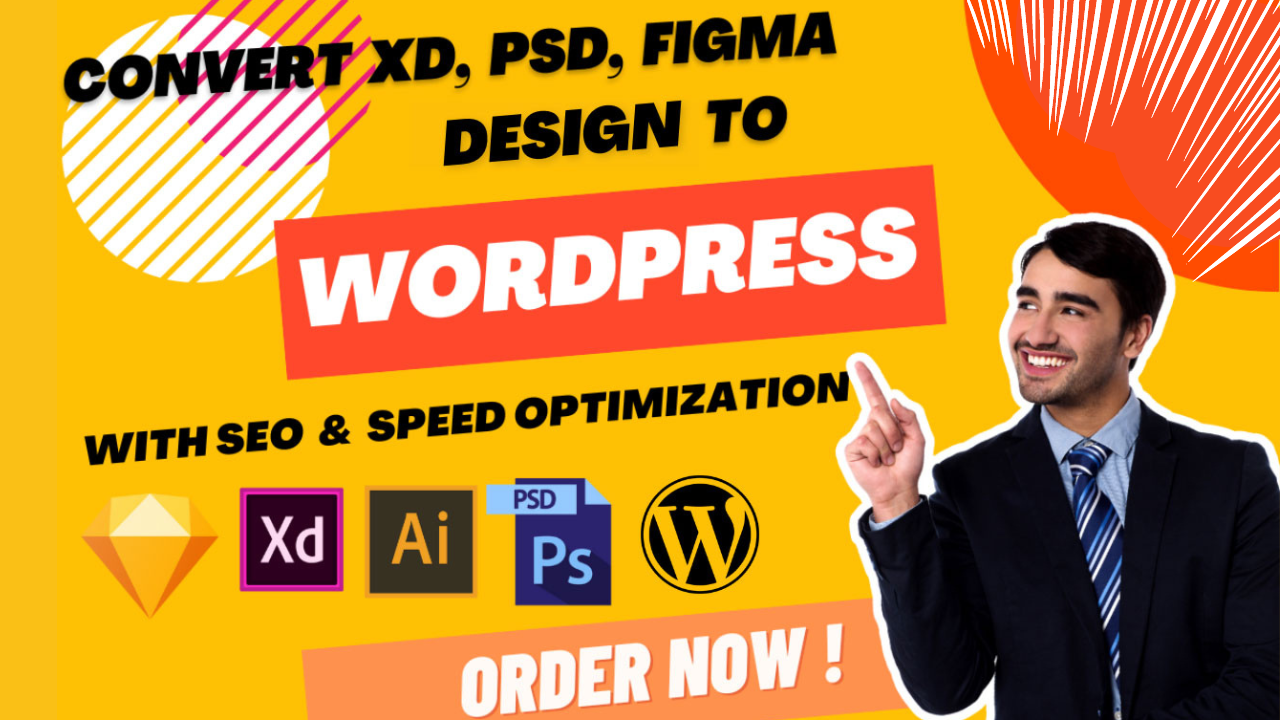 CONVERT XD, PSD, FIGMA
DESIGN TO
WORDPRESS
WITH SEO & SPEED OPTIMIZATION
Xd
Ai
PSD
Ps
W
ORDER NOW !